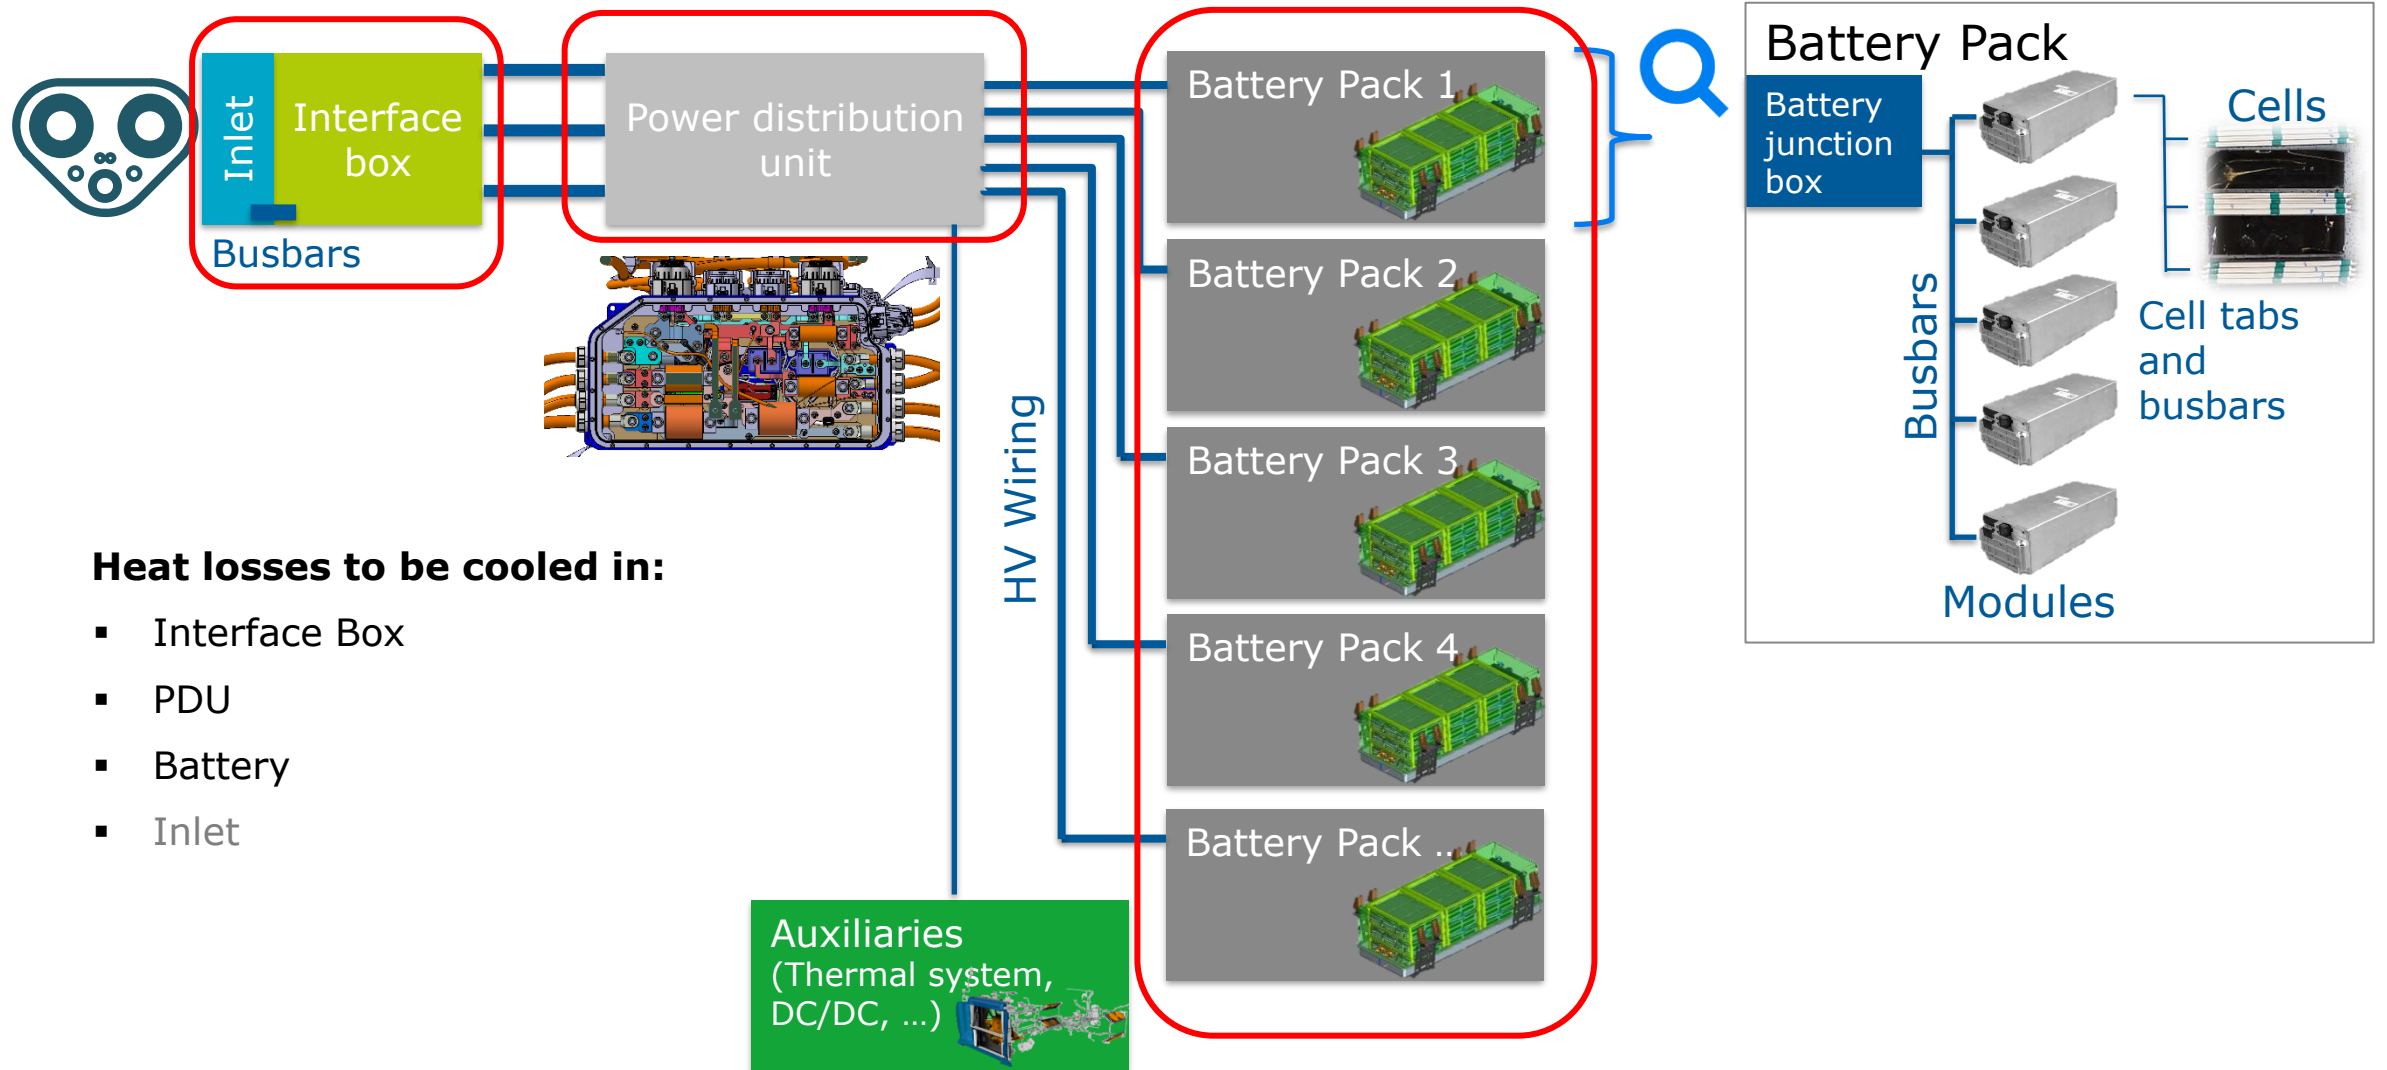 Inlet
Interface
box
Busbars
Power distribution
unit
Battery Pack 1
Battery Pack 2
Battery Pack 3
Battery Pack 4
Battery Pack ...
HV Wiring
Auxiliaries
(Thermal system,
DC/DC, ...)
Heat losses to be cooled in:
▪ Interface Box
▪ PDU
▪ Battery
▪ Inlet
Battery Pack
Battery
junction
box
Busbars
Cells
Cell tabs
and
busbars
Modules